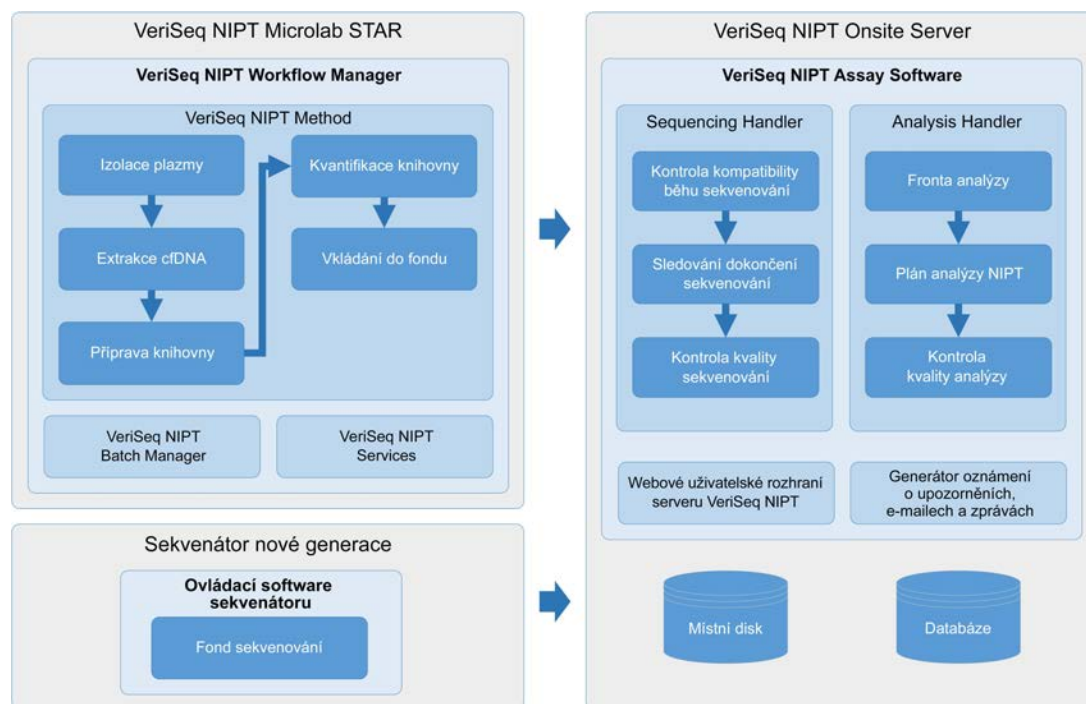 VeriSeq NIPT Microlab STAR
VeriSeq NIPT Workflow Manager
VeriSeq NIPT Method
Izolace plazmy
Extrakce cfDNA
Příprava knihovny
Kvantifikace knihovny
Vkládání do fondu
VeriSeq NIPT
Batch Manager
VeriSeq NIPT
Services
Sekvenátor nové generace
Ovládací software
sekvenátoru
Fond sekvenování
VeriSeq NIPT Onsite Server
VeriSeq NIPT Assay Software
Sequencing Handler
Kontrola kompatibility
běhu sekvenování
Sledování dokončení
sekvenování
Kontrola kvality
sekvenování
Analysis Handler
Fronta analýzy
Plán analýzy NIPT
Kontrola
kvality analýzy
Webové uživatelské rozhraní
serveru VeriSeq NIPT
Generátor oznámení
o upozorněních,
e-mailech a zprávách
Místní disk
Databáze